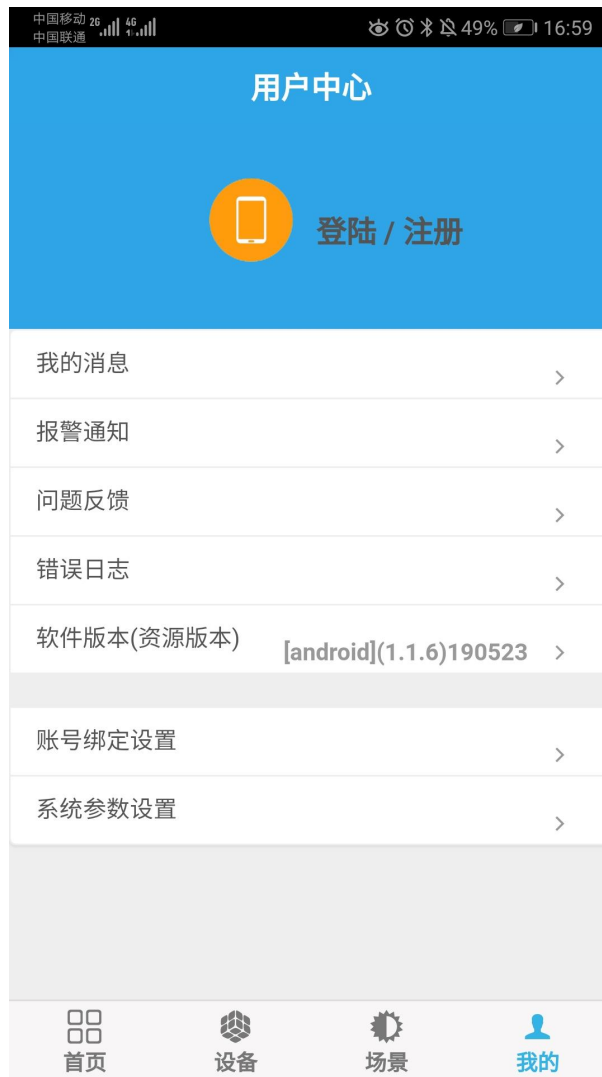 中国移动 2G 4G
中国联通
49% 16:59
用户中心
登陆 / 注册
我的消息
报警通知
问题反馈
错误日志
软件版本(资源版本) [android](1.1.6)190523
账号绑定设置
系统参数设置
首页 设备 场景 我的